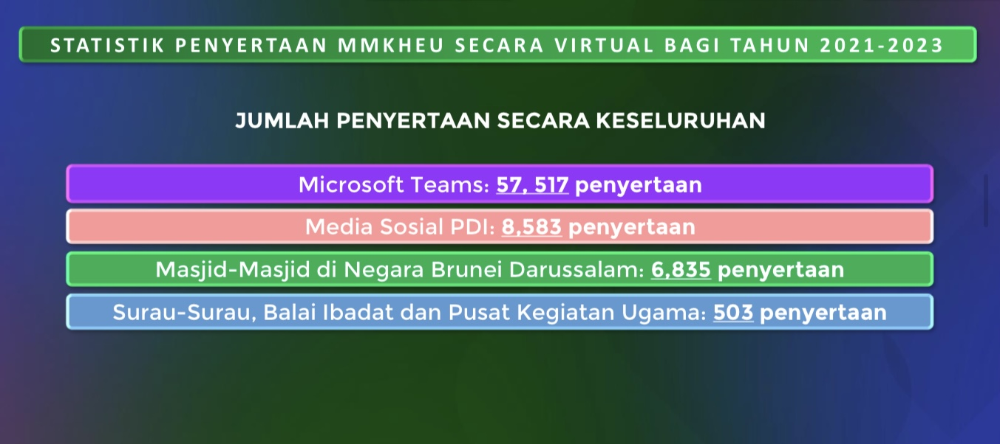 STATISTIK PENYERTAAN MMKHEU SECARA VIRTUAL BAGI TAHUN 2021-2023
JUMLAH PENYERTAAN SECARA KESELURUHAN
Microsoft Teams: 57, 517 penyertaan
Media Sosial PDI: 8,583 penyertaan
Masjid-Masjid di Negara Brunei Darussalam: 6,835 penyertaan
Surau-Surau, Balai Ibadat dan Pusat Kegiatan Ugama: 503 penyertaan